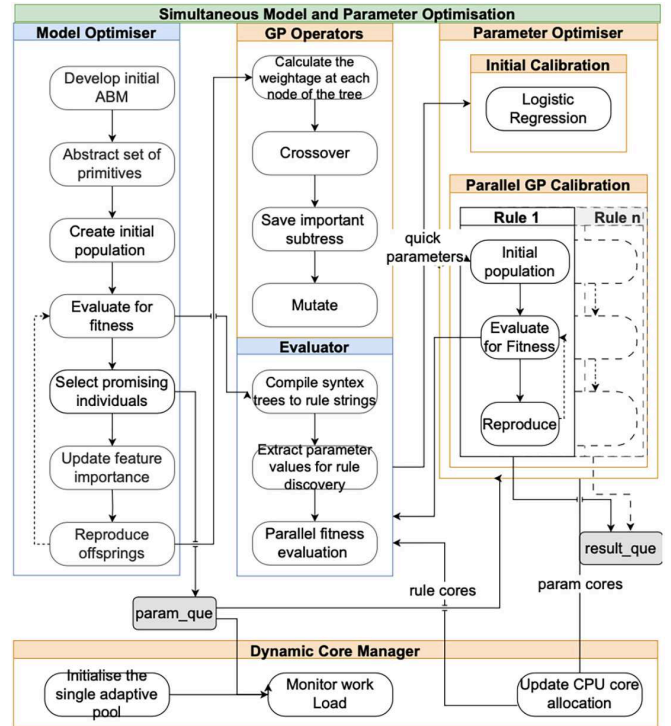 Simultaneous Model and Parameter Optimisation
Model Optimiser
Develop initial
ABM
Abstract set of
primitives
Create initial
population
Evaluate for
fitness
Select promising
individuals
Update feature
importance
Reproduce
offsprings
GP Operators
Calculate the
weightage at each
node of the tree
Crossover
Save important
subtress
Mutate
Evaluator
Compile syntex
trees to rule strings
Extract parameter
values for rule
discovery
Parallel fitness
evaluation
Parameter Optimiser
Initial Calibration
Logistic
Regression
Parallel GP Calibration
Rule 1
Rule n
quick
parameters
Initial
population
Evaluate
for Fitness
Reproduce
result_que
rule cores
param cores
param_que
Dynamic Core Manager
Initialise the
single adaptive
pool
Monitor work
Load
Update CPU core
allocation